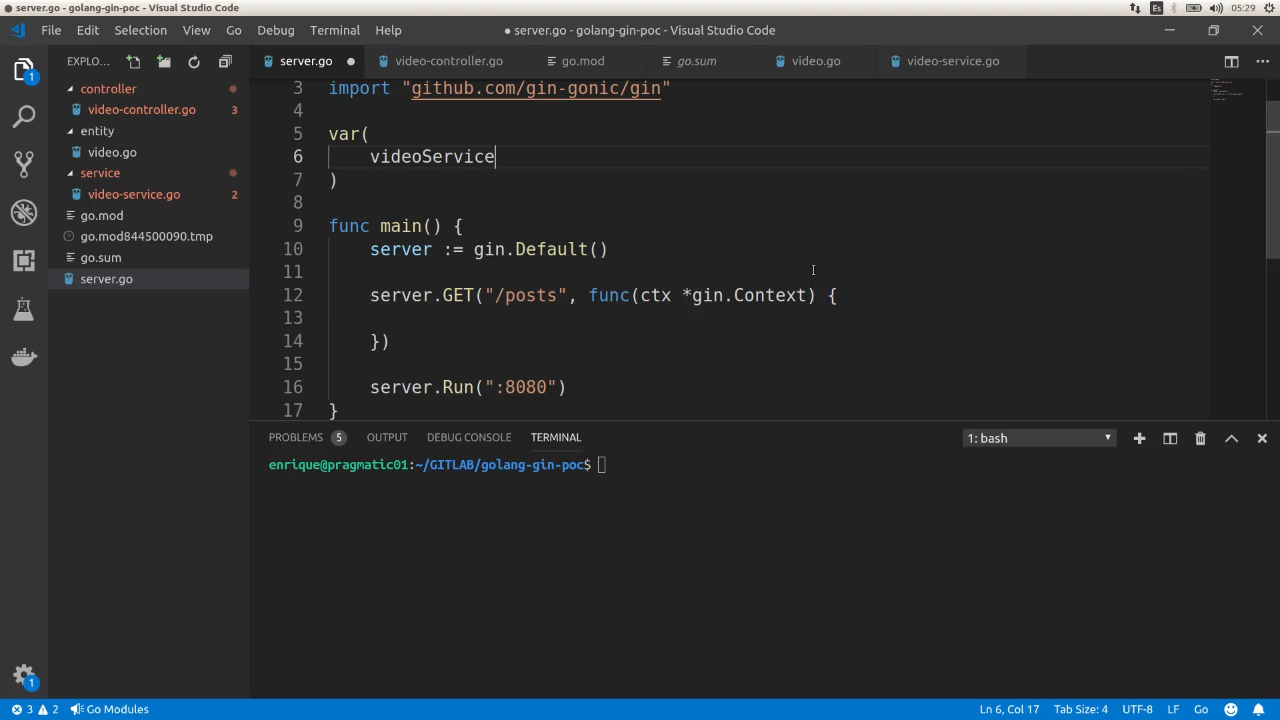 server.go - golang-gin-poc - Visual Studio Code
Es
05:29
File Edit Selection View Go Debug Terminal Help
● server.go - golang-gin-poc - Visual Studio Code
EXPLO...
server.go ●
video-controller.go
go.mod
go.sum
video.go
video-service.go
1
controller
video-controller.go 3
entity
video.go
service
video-service.go 2
go.mod
go.mod844500090.tmp
go.sum
server.go
3 import "github.com/gin-gonic/gin"
4
5 var(
6 videoService
7 )
8
9 func main() {
10 server := gin.Default()
11
12 server.GET("/posts", func(ctx *gin.Context) {
13
14 })
15
16 server.Run(":8080")
17 }
PROBLEMS 5 OUTPUT DEBUG CONSOLE TERMINAL
1: bash
enrique@pragmatic01:~/GITLAB/golang-gin-poc$
1
3 2 Go Modules
Ln 6, Col 17 Tab Size: 4 UTF-8 LF Go